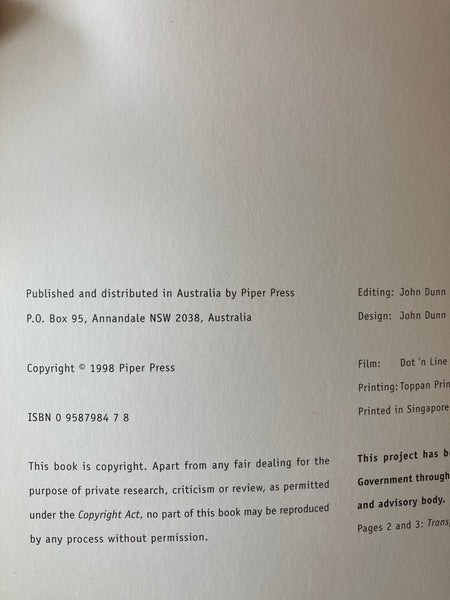 Published and distributed in Australia by Piper Press
P.O. Box 95, Annandale NSW 2038, Australia
Copyright © 1998 Piper Press
ISBN 0 9587984 7 8
This book is copyright. Apart from any fair dealing for the
purpose of private research, criticism or review, as permitted
under the Copyright Act, no part of this book may be reproduced
by any process without permission.
Editing: John Dunn
Design: John Dunn
Film: Dot 'n Line
Printing: Toppan
Printed in Singapore
This project has
Government through
and advisory body.
Pages 2 and 3: